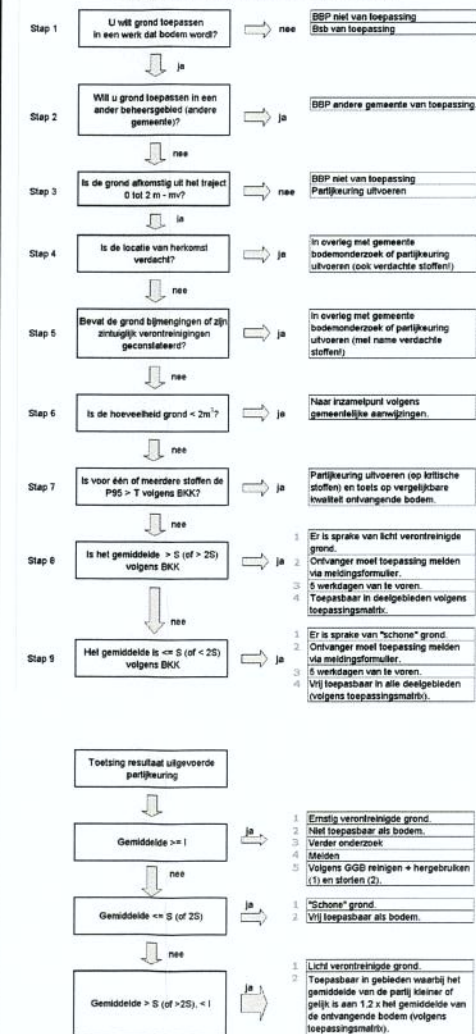 Stap 1
U wilt grond toepassen
in een werk dat bodem wordt?
nee
BBP niet van toepassing
Bsb van toepassing
ja
Stap 2
Wilt u grond toepassen in een
ander beheersgebied (andere
gemeente)?
ja
BBP andere gemeente van toepassing
nee
Stap 3
Is de grond afkomstig uit het traject
0 tot 2 m - mv?
nee
BBP niet van toepassing
Partijkeuring uitvoeren
ja
Stap 4
Is de locatie van herkomst
verdacht?
ja
In overleg met gemeente
bodemonderzoek of partijkeuring
uitvoeren (ook verdachte stoffen!)
nee
Stap 5
Bevat de grond bijmengingen of zijn
zintuiglijk verontreinigingen
geconstateerd?
ja
In overleg met gemeente
bodemonderzoek of partijkeuring
uitvoeren (met name verdachte
stoffen!)
nee
Stap 6
Is de hoeveelheid grond < 2m³?
ja
Naar inzamelpunt volgens
gemeentelijke aanwijzingen.
nee
Stap 7
Is voor één of meerdere stoffen de
P95 > T volgens BKK?
ja
Partijkeuring uitvoeren (op kritische
stoffen) en toets op vergelijkbare
kwaliteit ontvangende bodem.
nee
Stap 8
Is het gemiddelde > S (of > 2S)
volgens BKK
ja
1 Er is sprake van licht verontreinigde
grond.
2 Ontvanger moet toepassing melden
via meldingsformulier.
3 5 werkdagen van te voren.
4 Toepasbaar in deelgebieden volgens
toepassingsmatrix.
nee
Stap 9
Het gemiddelde is <= S (of < 2S)
volgens BKK
ja
1 Er is sprake van "schone" grond.
2 Ontvanger moet toepassing melden
via meldingsformulier.
3 5 werkdagen van te voren.
4 Vrij toepasbaar in alle deelgebieden
(volgens toepassingsmatrix).
Toetsing resultaat uitgevoerde
partijkeuring
Gemiddelde >= I
ja
1 Ernstig verontreinigde grond.
2 Niet toepasbaar als bodem.
3 Verder onderzoek
4 Melden
5 Volgens GGB reinigen + hergebruiken
(1) en storten (2).
nee
Gemiddelde <= S (of 2S)
ja
1 "Schone" grond.
2 Vrij toepasbaar als bodem.
nee
Gemiddelde > S (of >2S), < I
ja
1 Licht verontreinigde grond.
2 Toepasbaar in gebieden waarbij het
gemiddelde van de partij kleiner of
gelijk is aan 1.2 x het gemiddelde van
de ontvangende bodem (volgens
toepassingsmatrix).